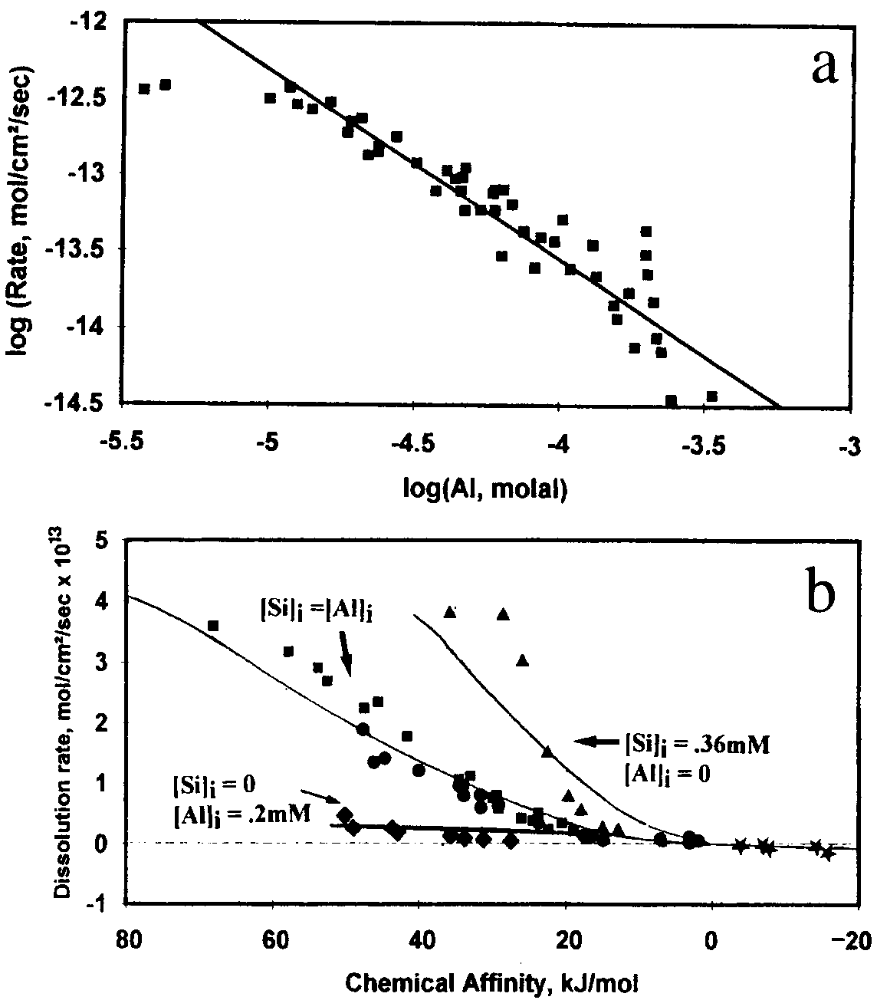 -12
-12.5
-13
-13.5
-14
-14.5
log (Rate, mol/cm²/sec)
a
-5.5 -5 -4.5 -4 -3.5 -3
log(Al, molal)
5
4
3
2
1
0
-1
Dissolution rate, mol/cm²/sec x 10¹³
b
[Si]i =[Al]i
[Si]i = .36mM
[Al]i = 0
[Si]i = 0
[Al]i = .2mM
80 60 40 20 0 -20
Chemical Affinity, kJ/mol